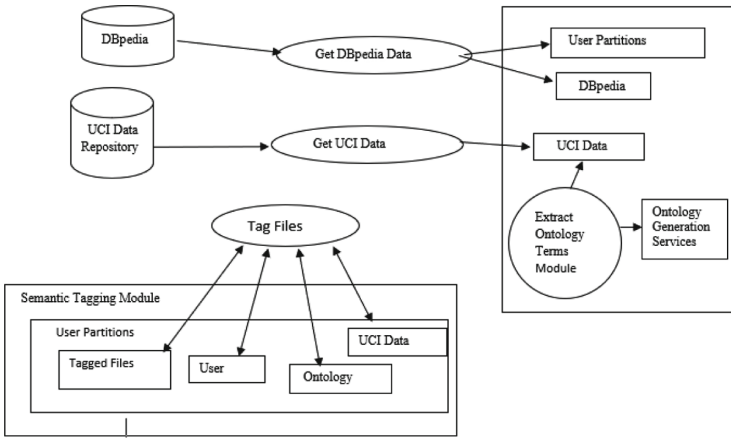 DBpedia
Get DBpedia Data
User Partitions
DBpedia
UCI Data
Repository
Get UCI Data
UCI Data
Extract
Ontology
Terms
Module
Ontology
Generation
Services
Tag Files
Semantic Tagging Module
User Partitions
Tagged Files
User
Ontology
UCI Data